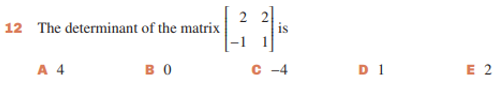 12 The determinant of the matrix [2 2
-1 1] is
A 4 B 0 C -4 D 1 E 2